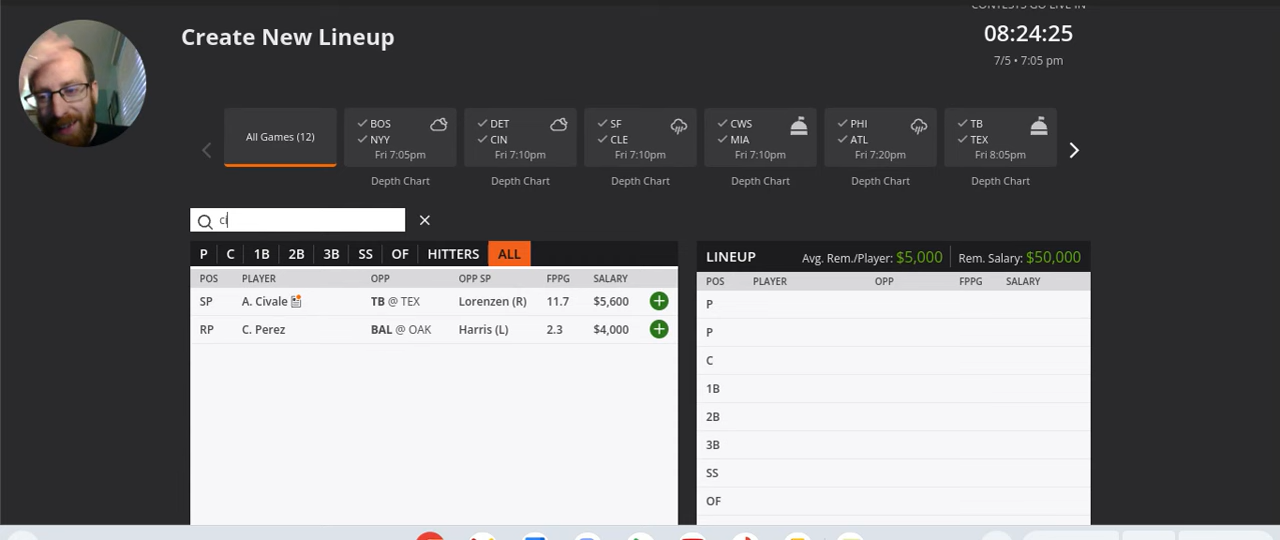 CONTESTS GO LIVE IN
Create New Lineup
08:24:25
7/5 • 7:05 pm
All Games (12)
BOS
NYY
Fri 7:05pm
DET
CIN
Fri 7:10pm
SF
CLE
Fri 7:10pm
CWS
MIA
Fri 7:10pm
PHI
ATL
Fri 7:20pm
TB
TEX
Fri 8:05pm
Depth Chart Depth Chart Depth Chart Depth Chart Depth Chart Depth Chart
ci
P C 1B 2B 3B SS OF HITTERS ALL
POS PLAYER OPP OPP SP FPPG SALARY
SP A. Civale TB @ TEX Lorenzen (R) 11.7 $5,600
RP C. Perez BAL @ OAK Harris (L) 2.3 $4,000
LINEUP Avg. Rem./Player: $5,000 Rem. Salary: $50,000
POS PLAYER OPP FPPG SALARY
P
P
C
1B
2B
3B
SS
OF